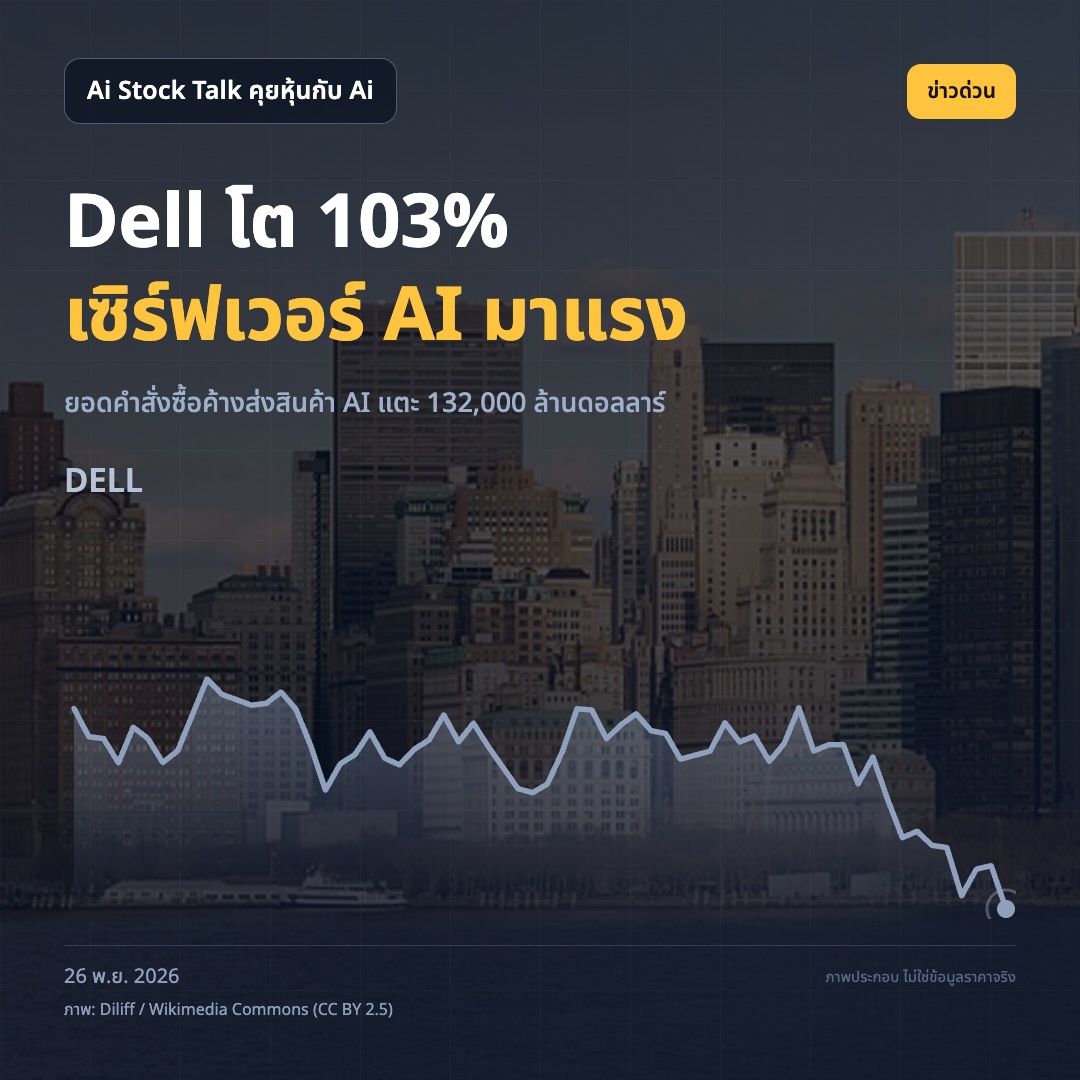 Ai Stock Talk คุยหุ้นกับ Ai
ข่าวด่วน
Dell โต 103%
เซิร์ฟเวอร์ AI มาแรง
ยอดคำสั่งซื้อค้างส่งสินค้า AI แตะ 132,000 ล้านดอลลาร์
DELL
26 พ.ย. 2026
ภาพประกอบ ไม่ใช่ข้อมูลราคาจริง
ภาพ: Diliff / Wikimedia Commons (CC BY 2.5)